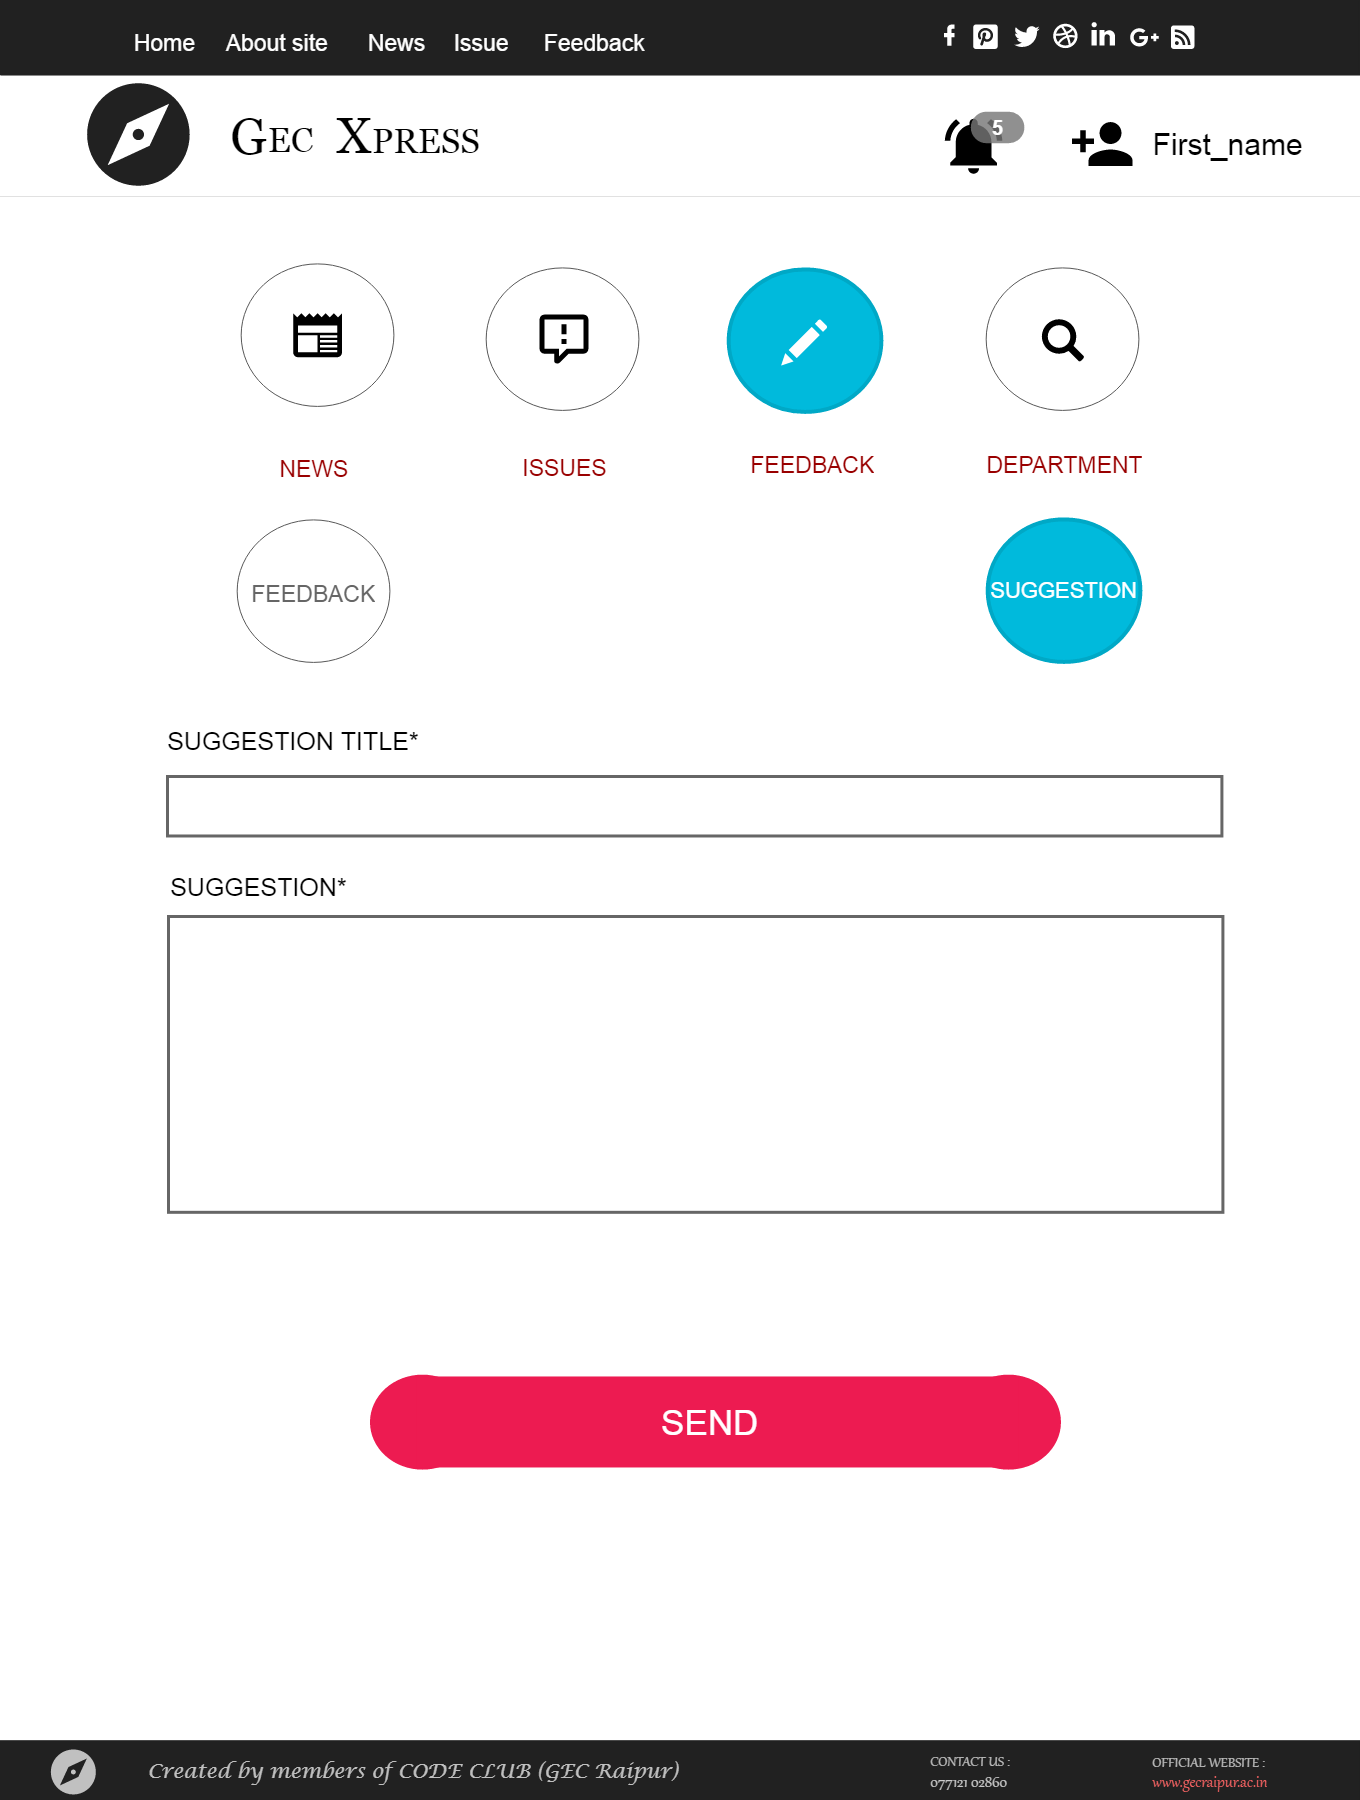 Home About site News Issue Feedback
Gec Xpress
5
First_name
NEWS ISSUES FEEDBACK DEPARTMENT
FEEDBACK SUGGESTION
SUGGESTION TITLE*
SUGGESTION*
SEND
Created by members of CODE CLUB (GEC Raipur)
CONTACT US :
077121 02860
OFFICIAL WEBSITE :
www.gecraipur.ac.in